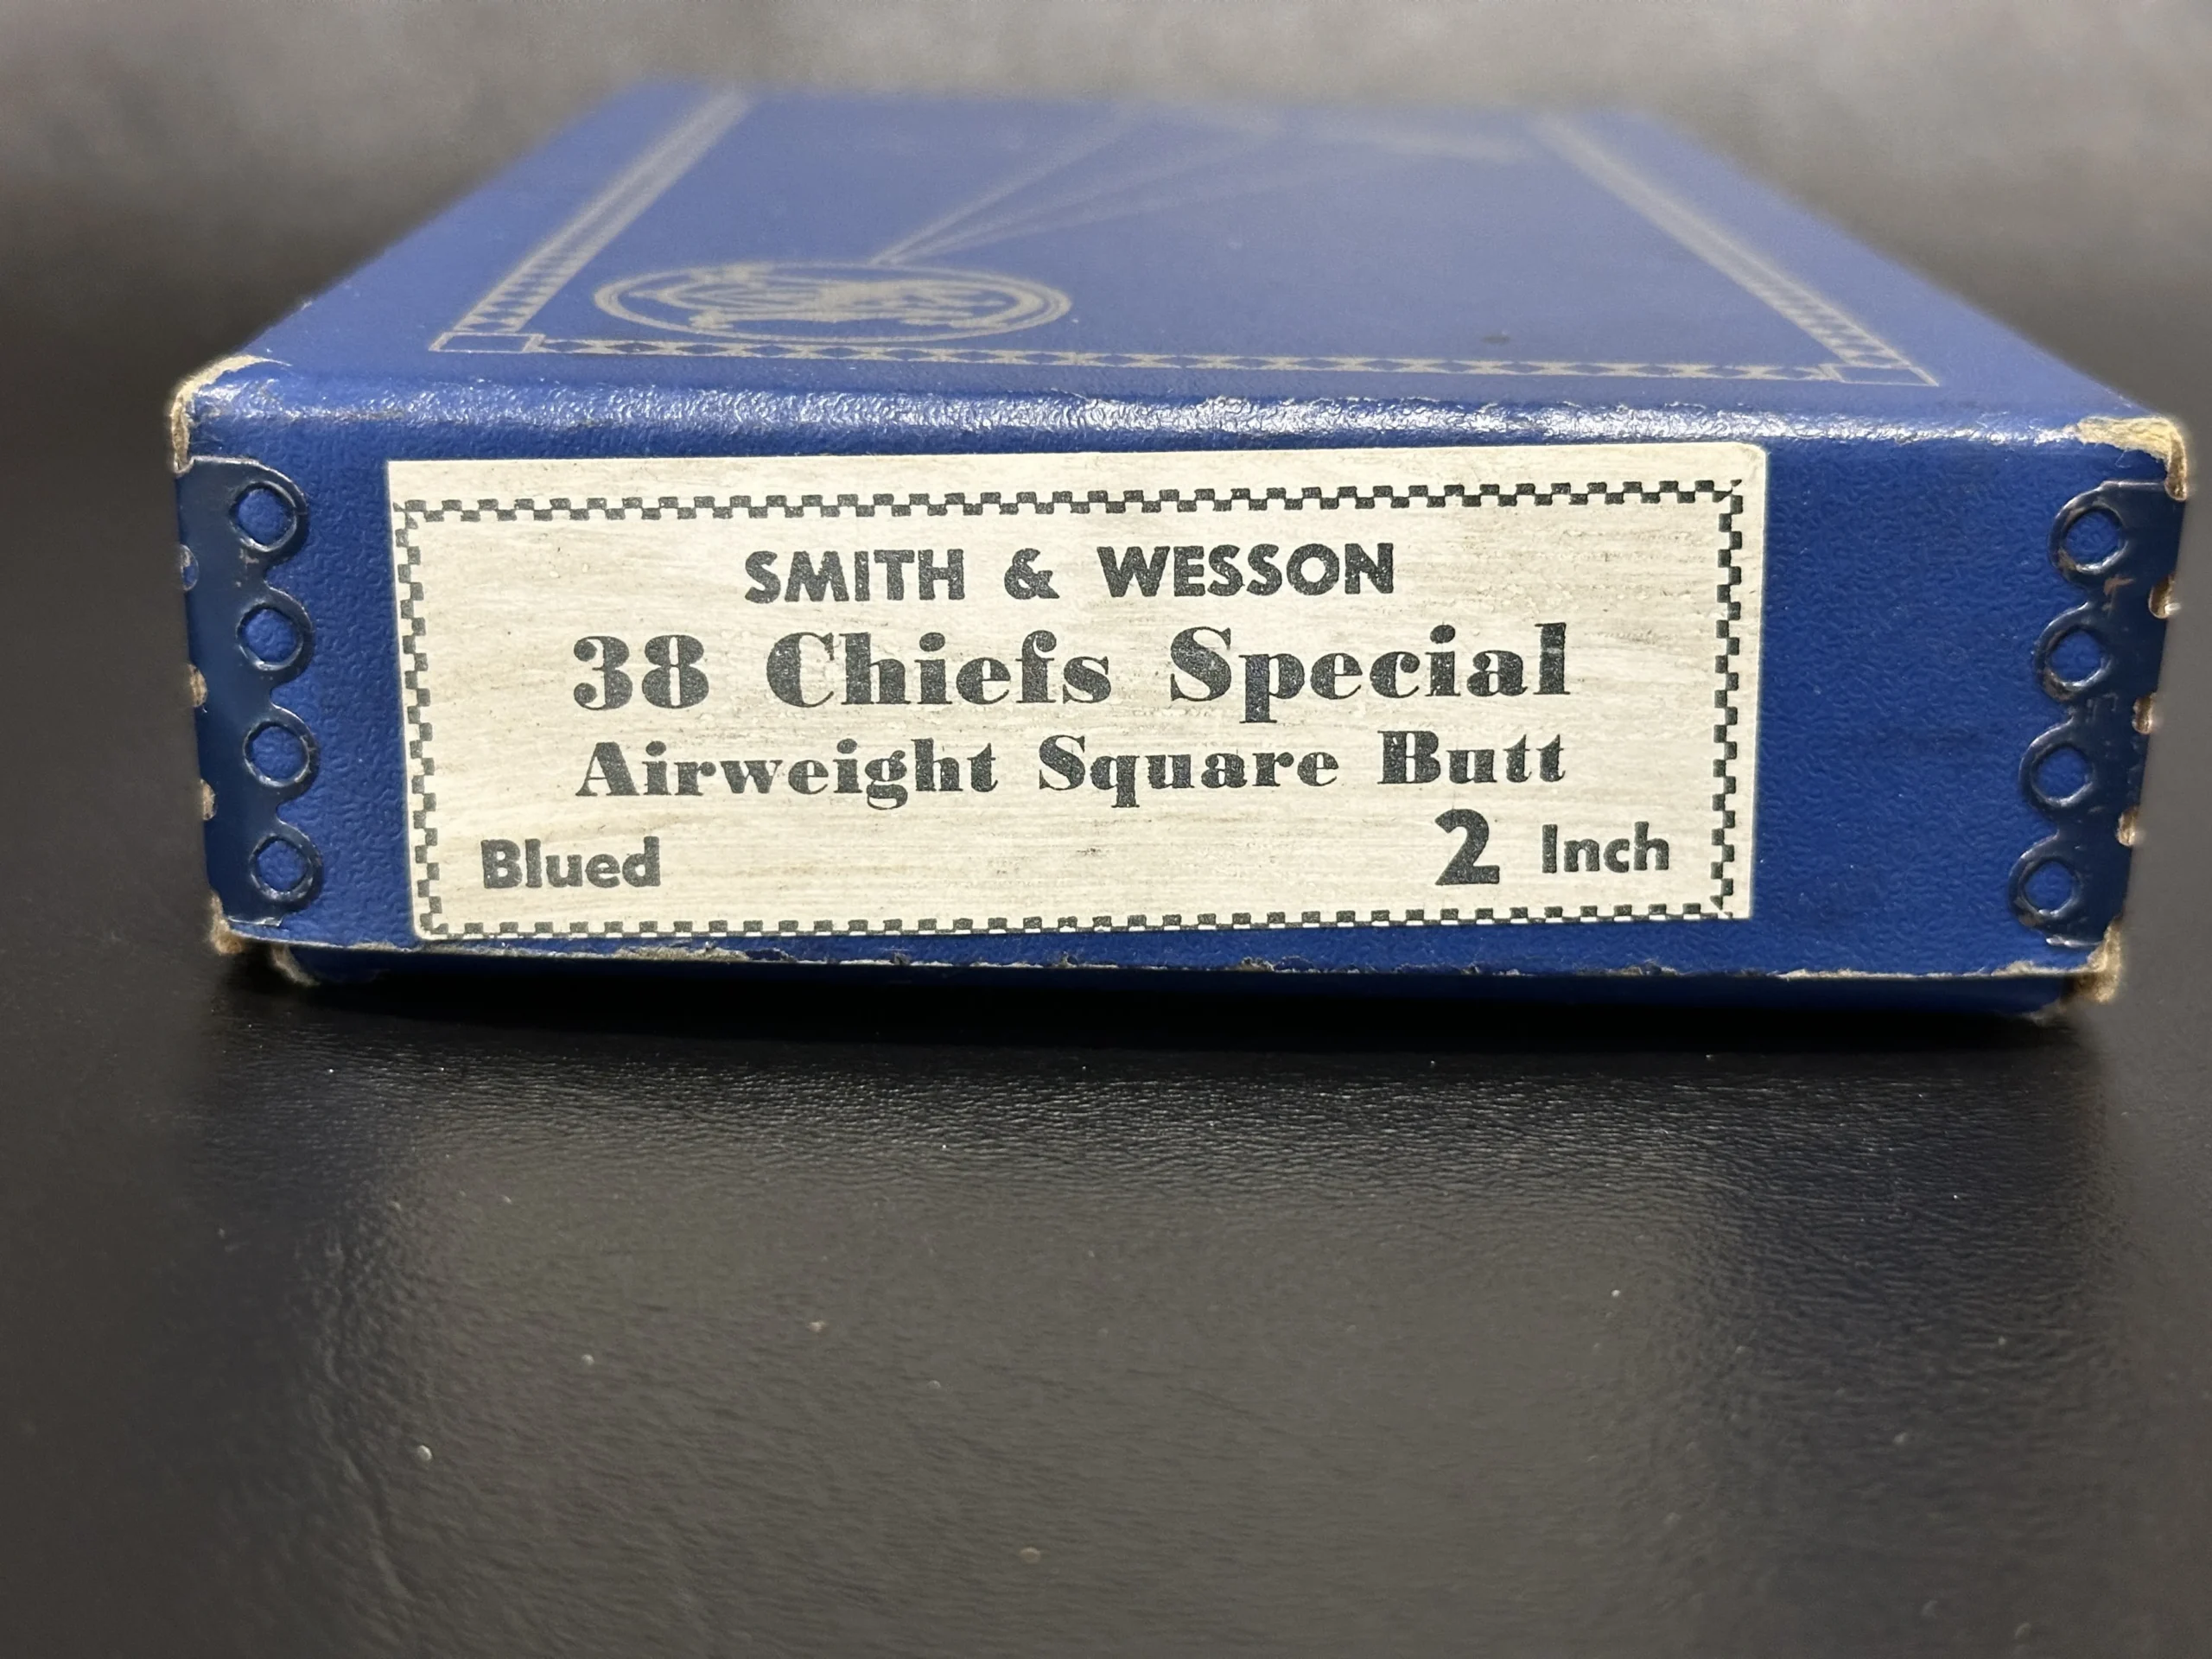 SMITH & WESSON
38 Chiefs Special
Airweight Square Butt
Blued 2 Inch